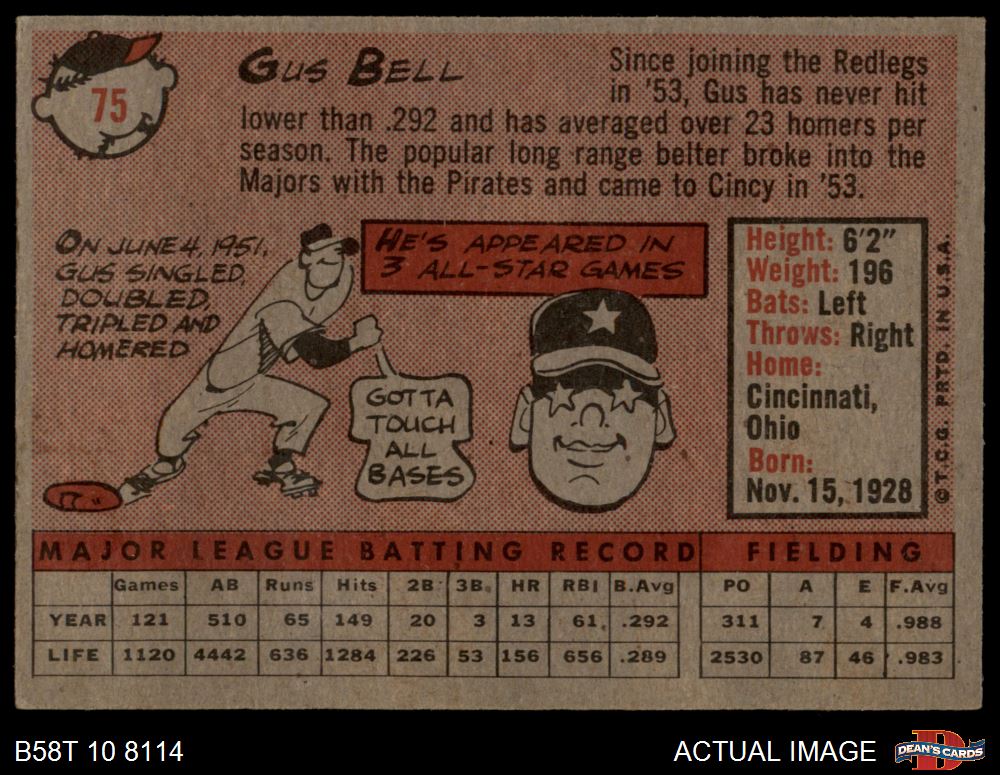 75
GUS BELL
Since joining the Redlegs
in '53, Gus has never hit
lower than .292 and has averaged over 23 homers per
season. The popular long range belter broke into the
Majors with the Pirates and came to Cincy in '53.
ON JUNE 4, 1951,
GUS SINGLED,
DOUBLED,
TRIPLED AND
HOMERED
HE'S APPEARED IN
3 ALL-STAR GAMES
GOTTA
TOUCH
ALL
BASES
Height: 6'2"
Weight: 196
Bats: Left
Throws: Right
Home:
Cincinnati,
Ohio
Born:
Nov. 15, 1928
© T.C.G. PRTD. IN U.S.A.
MAJOR LEAGUE BATTING RECORD FIELDING
Games AB Runs Hits 2B 3B HR RBI B.Avg PO A E F.Avg
YEAR 121 510 65 149 20 3 13 61 .292 311 7 4 .988
LIFE 1120 4442 636 1284 226 53 156 656 .289 2530 87 46 .983
B58T 10 8114
ACTUAL IMAGE
DEAN'S CARDS